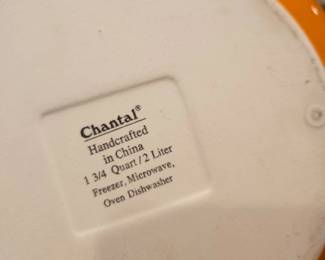 Chantal®
Handcrafted
in China
1 3/4 Quart/2 Liter
Freezer, Microwave,
Oven Dishwasher